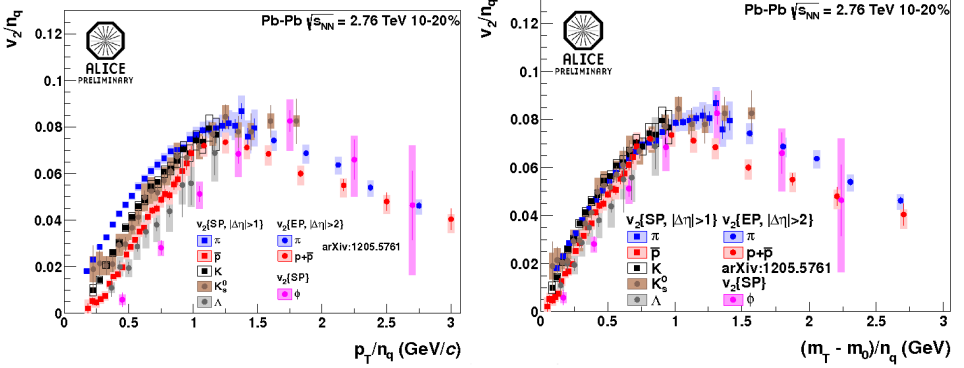 Pb-Pb √sNN = 2.76 TeV 10-20%
v2/nq
ALICE
PRELIMINARY
0.12
0.1
0.08
0.06
0.04
0.02
0
v2{SP, |Δη|>1}
v2{EP, |Δη|>2}
π
π
p̅
p+p̅
arXiv:1205.5761
K
K0s
v2{SP}
Λ
ϕ
0 0.5 1 1.5 2 2.5 3
pT/nq (GeV/c)
Pb-Pb √sNN = 2.76 TeV 10-20%
v2/nq
ALICE
PRELIMINARY
0.12
0.1
0.08
0.06
0.04
0.02
0
v2{SP, |Δη|>1} v2{EP, |Δη|>2}
π
π
p̅
p+p̅
K
arXiv:1205.5761
K0s
v2{SP}
Λ
ϕ
0 0.5 1 1.5 2 2.5 3
(mT - m0)/nq (GeV)